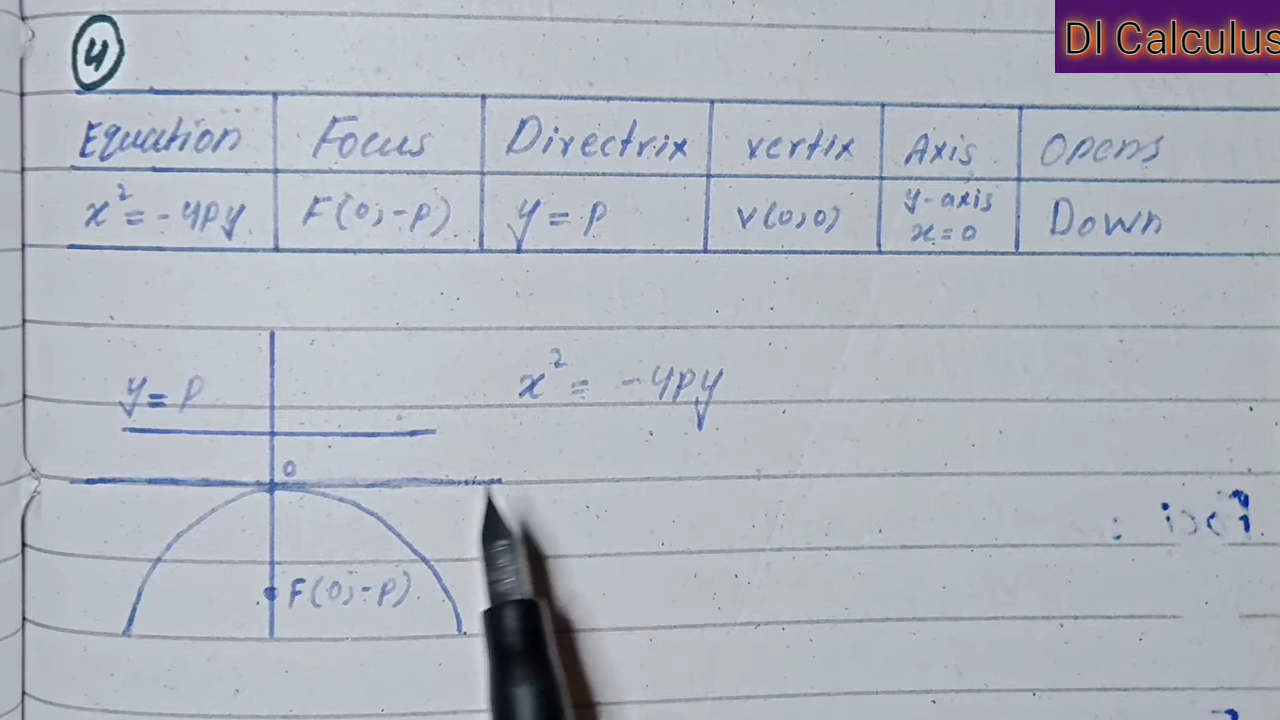 DI Calculus
4
Equation Focus Directrix vertix Axis Opens
x² = -4py F(0,-P) y = P V(0,0) y-axis x=0 Down
y = P
x² = -4py
0
F(0,-P)